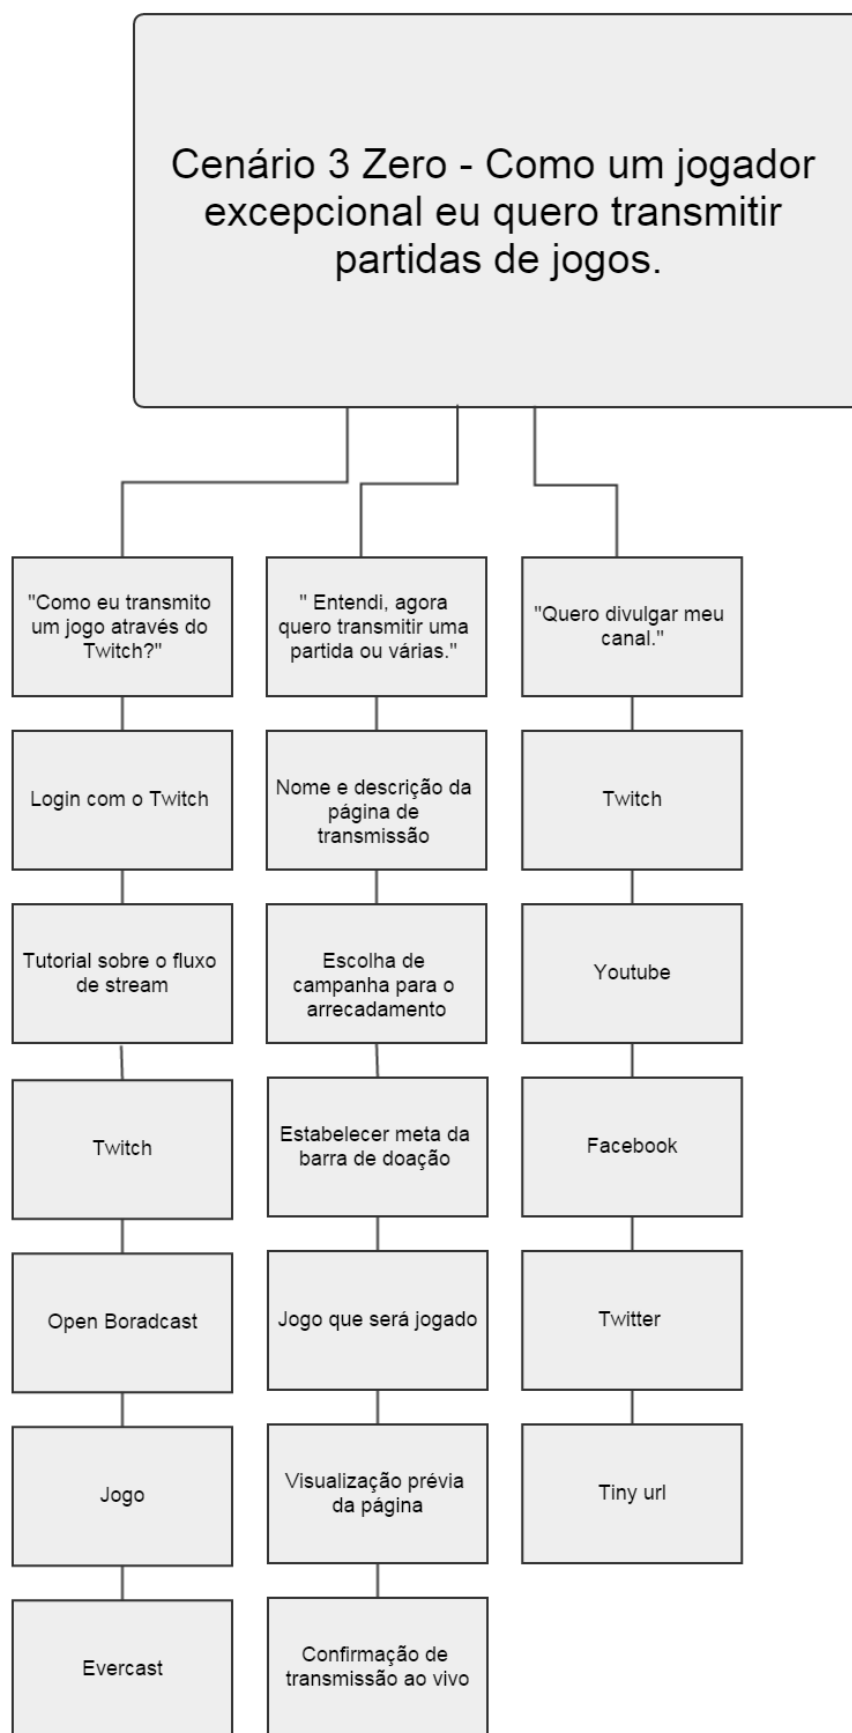 Cenário 3 Zero - Como um jogador
excepcional eu quero transmitir
partidas de jogos.
"Como eu transmito
um jogo através do
Twitch?"
Login com o Twitch
Tutorial sobre o fluxo
de stream
Twitch
Open Boradcast
Jogo
Evercast
" Entendi, agora
quero transmitir uma
partida ou várias."
Nome e descrição da
página de
transmissão
Escolha de
campanha para o
arrecadamento
Estabelecer meta da
barra de doação
Jogo que será jogado
Visualização prévia
da página
Confirmação de
transmissão ao vivo
"Quero divulgar meu
canal."
Twitch
Youtube
Facebook
Twitter
Tiny url